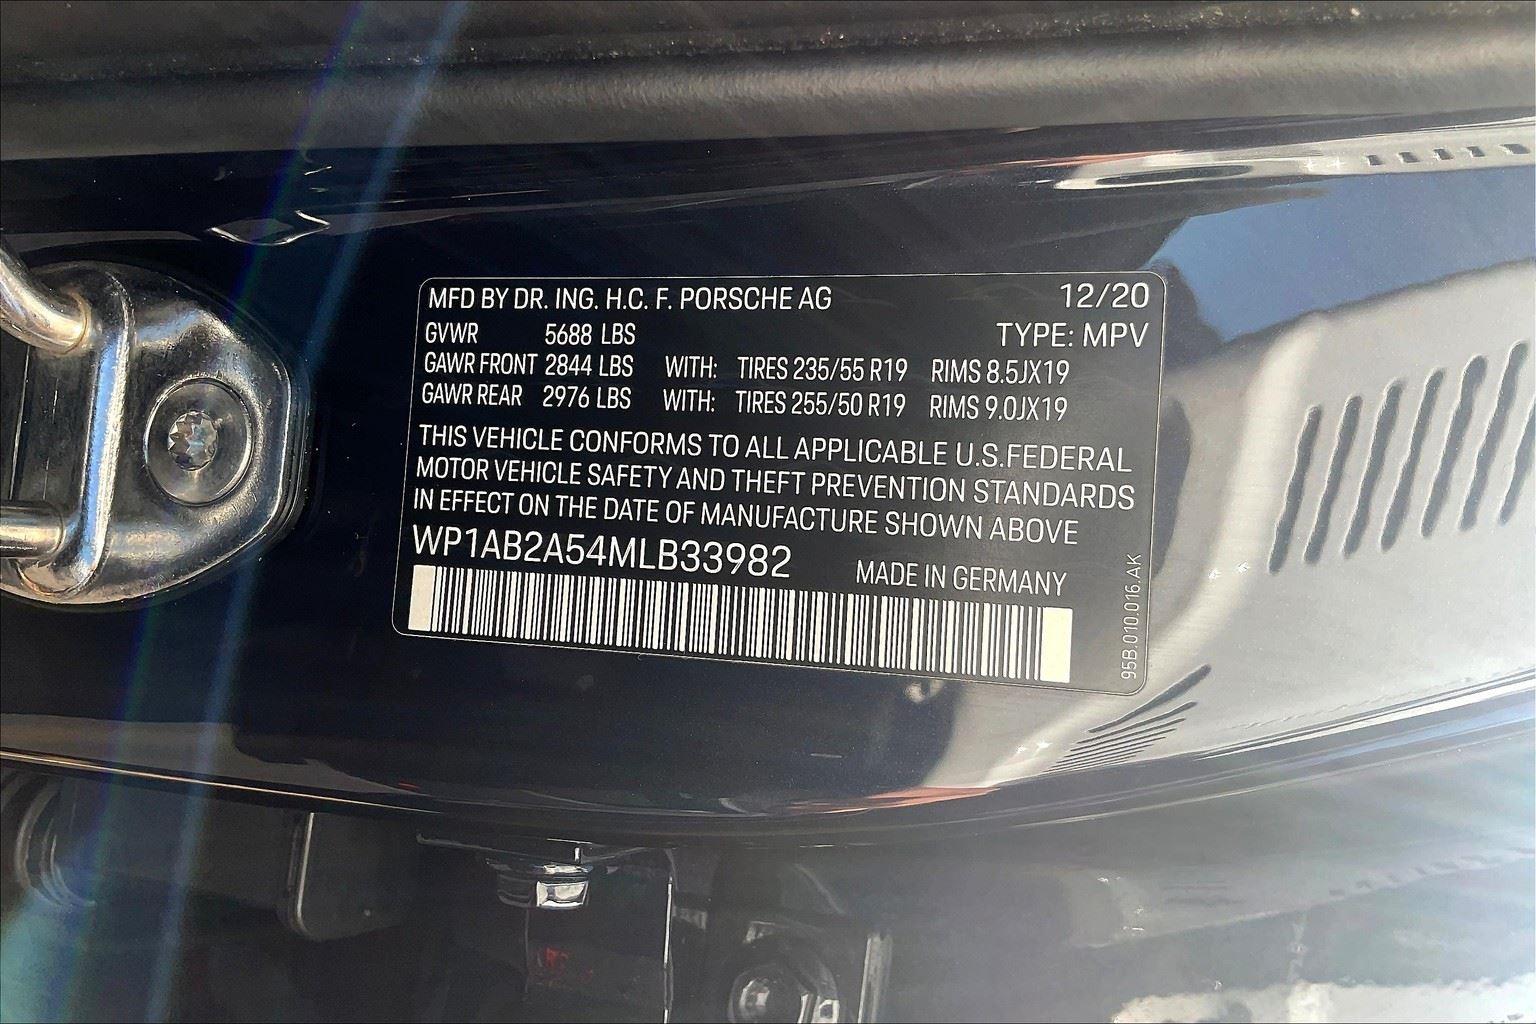 MFD BY DR. ING. H.C. F. PORSCHE AG 12/20
GVWR 5688 LBS TYPE: MPV
GAWR FRONT 2844 LBS WITH: TIRES 235/55 R19 RIMS 8.5JX19
GAWR REAR 2976 LBS WITH: TIRES 255/50 R19 RIMS 9.0JX19
THIS VEHICLE CONFORMS TO ALL APPLICABLE U.S.FEDERAL
MOTOR VEHICLE SAFETY AND THEFT PREVENTION STANDARDS
IN EFFECT ON THE DATE OF MANUFACTURE SHOWN ABOVE
WP1AB2A54MLB33982 MADE IN GERMANY
95B.010.016.AK